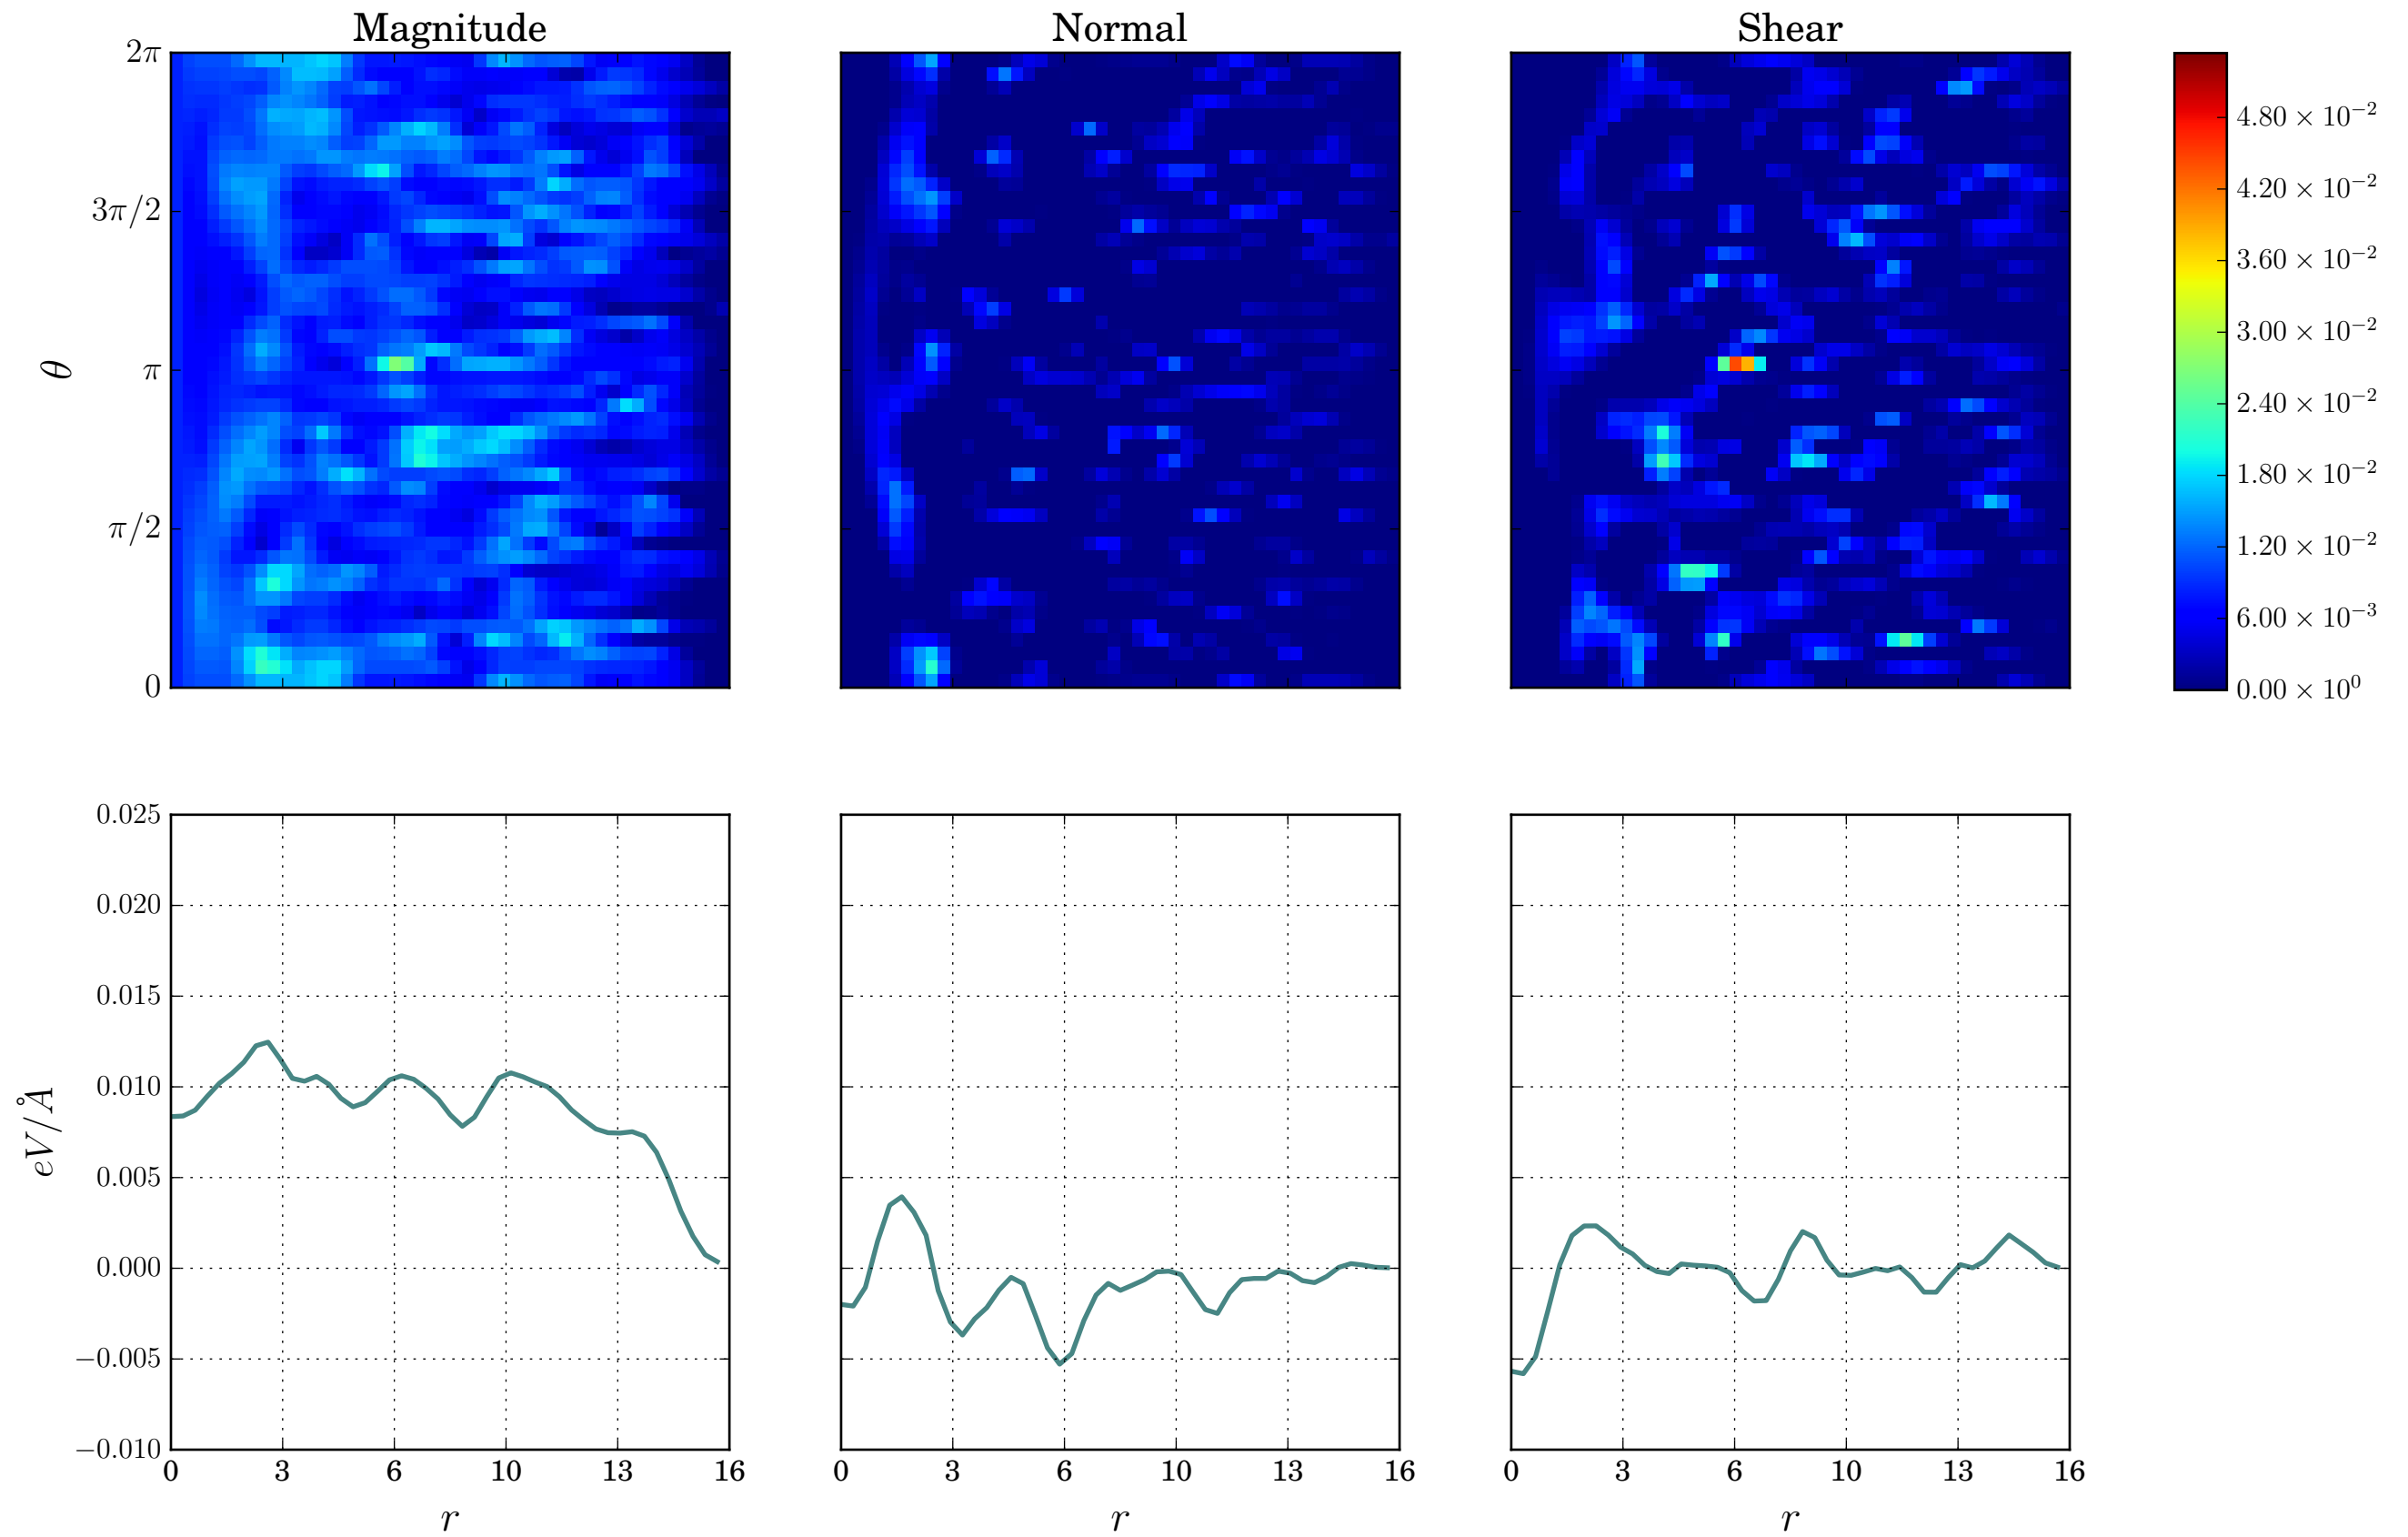 Magnitude Normal Shear
2π
3π/2
π
π/2
0
θ
4.80 × 10⁻²
4.20 × 10⁻²
3.60 × 10⁻²
3.00 × 10⁻²
2.40 × 10⁻²
1.80 × 10⁻²
1.20 × 10⁻²
6.00 × 10⁻³
0.00 × 10⁰
0.025
0.020
0.015
0.010
0.005
0.000
−0.005
−0.010
eV/Å
0 3 6 10 13 16 0 3 6 10 13 16 0 3 6 10 13 16
r r r